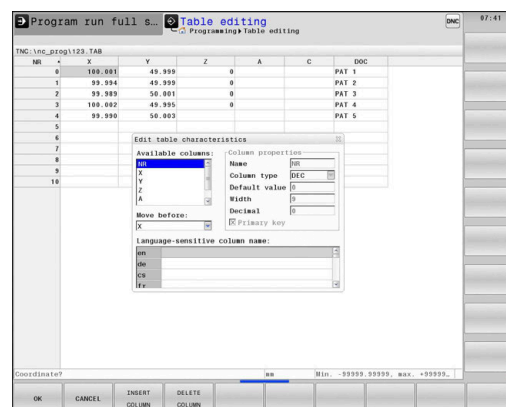 Program run full s… Table editing DNC 07:41
Programming Table editing
TNC:\nc_prog\123.TAB
NR X Y Z A C DOC
0 100.001 49.999 0 PAT 1
1 99.994 49.999 0 PAT 2
2 99.989 50.001 0 PAT 3
3 100.002 49.995 0 PAT 4
4 99.990 50.003 PAT 5
5
6
7
8
9
10
Edit table characteristics
Available columns: Column properties
NR Name NR
X Column type DEC
Y Default value 0
Z Width 9
A Decimal 0
Move before: Primary key
X
Language-sensitive column name:
en
de
cs
fr
Coordinate? mm Min. -99999.99999, max. +99999…
OK CANCEL INSERT COLUMN DELETE COLUMN